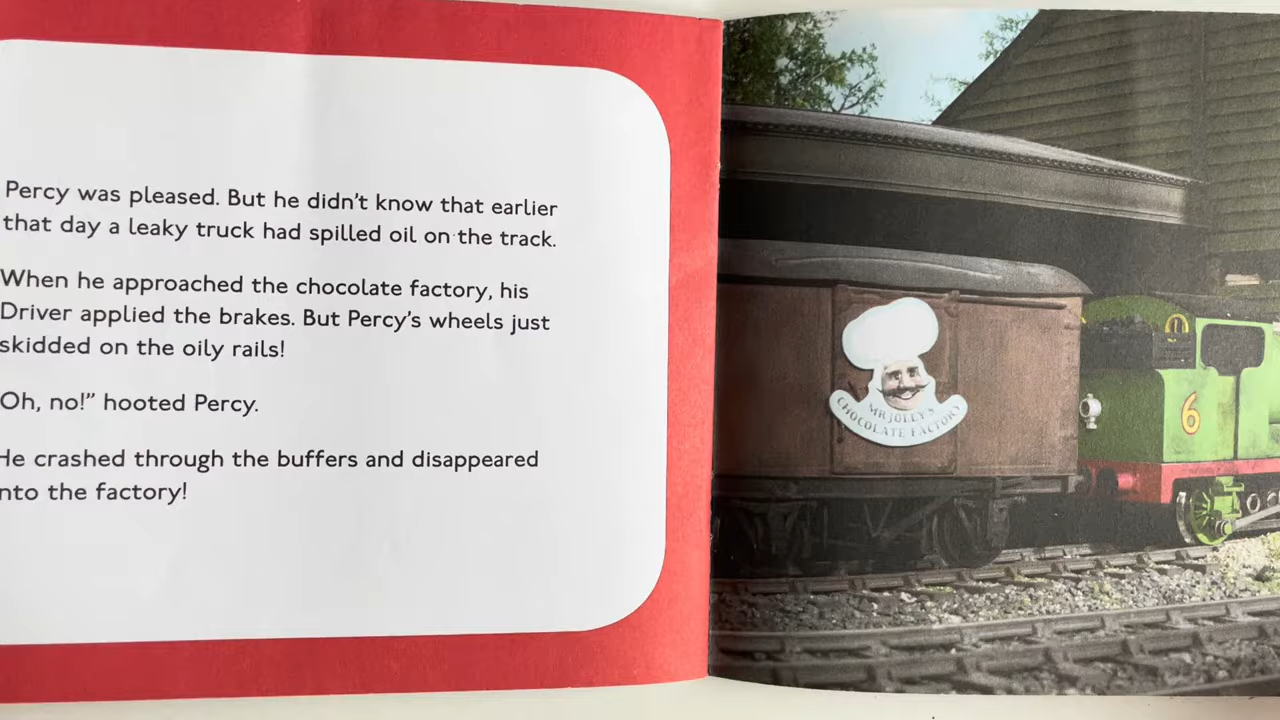 Percy was pleased. But he didn't know that earlier
that day a leaky truck had spilled oil on the track.
When he approached the chocolate factory, his
Driver applied the brakes. But Percy's wheels just
skidded on the oily rails!
Oh, no!” hooted Percy.
He crashed through the buffers and disappeared
nto the factory!
MR JOLLY'S
CHOCOLATE FACTORY
6